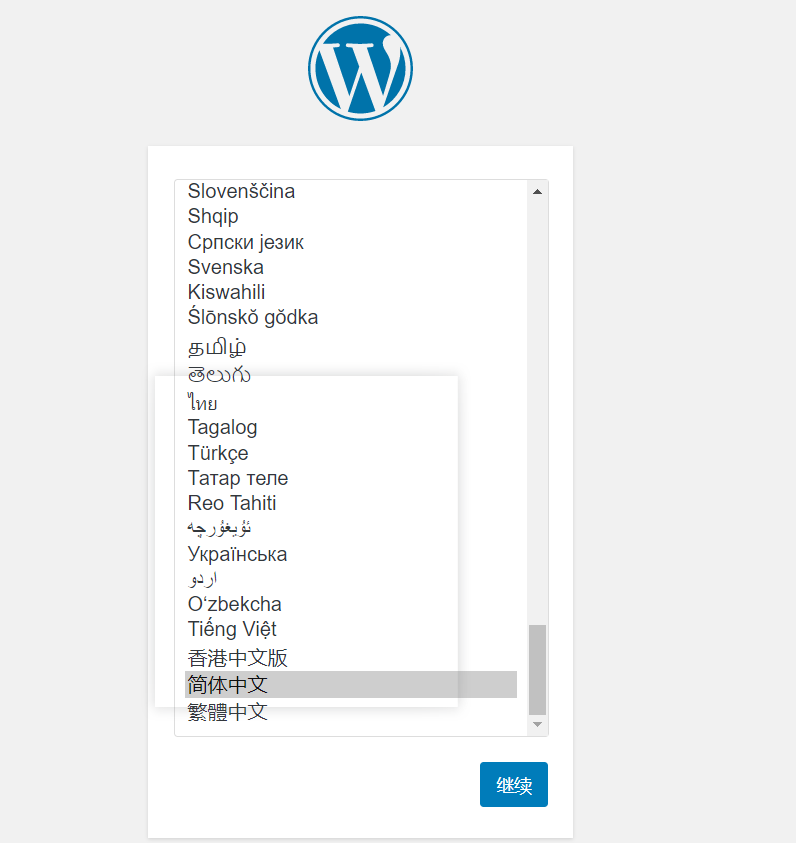 Slovenščina
Shqip
Српски језик
Svenska
Kiswahili
Ślōnskŏ gŏdka
தமிழ்
తెలుగు
ไทย
Tagalog
Türkçe
Татар теле
Reo Tahiti
ئۇيغۇرچە
Українська
اردو
O‘zbekcha
Tiếng Việt
香港中文版
简体中文
繁體中文
继续